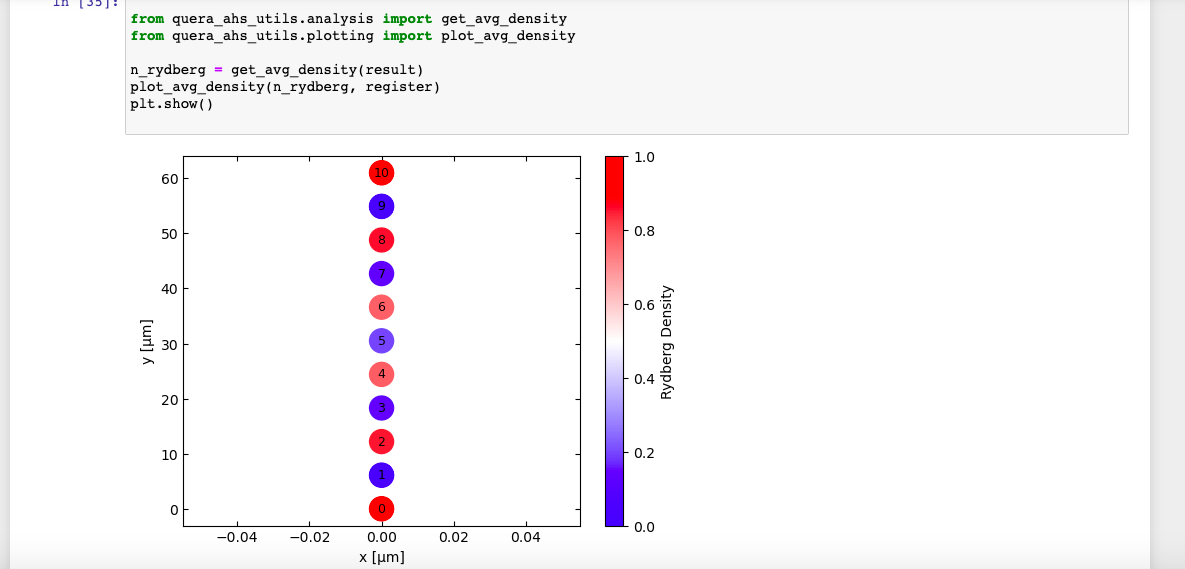 In [35]:
from quera_ahs_utils.analysis import get_avg_density
from quera_ahs_utils.plotting import plot_avg_density
n_rydberg = get_avg_density(result)
plot_avg_density(n_rydberg, register)
plt.show()
60
50
40
30
20
10
0
y [μm]
10
9
8
7
6
5
4
3
2
1
0
−0.04 −0.02 0.00 0.02 0.04
x [μm]
1.0
0.8
0.6
0.4
0.2
0.0
Rydberg Density